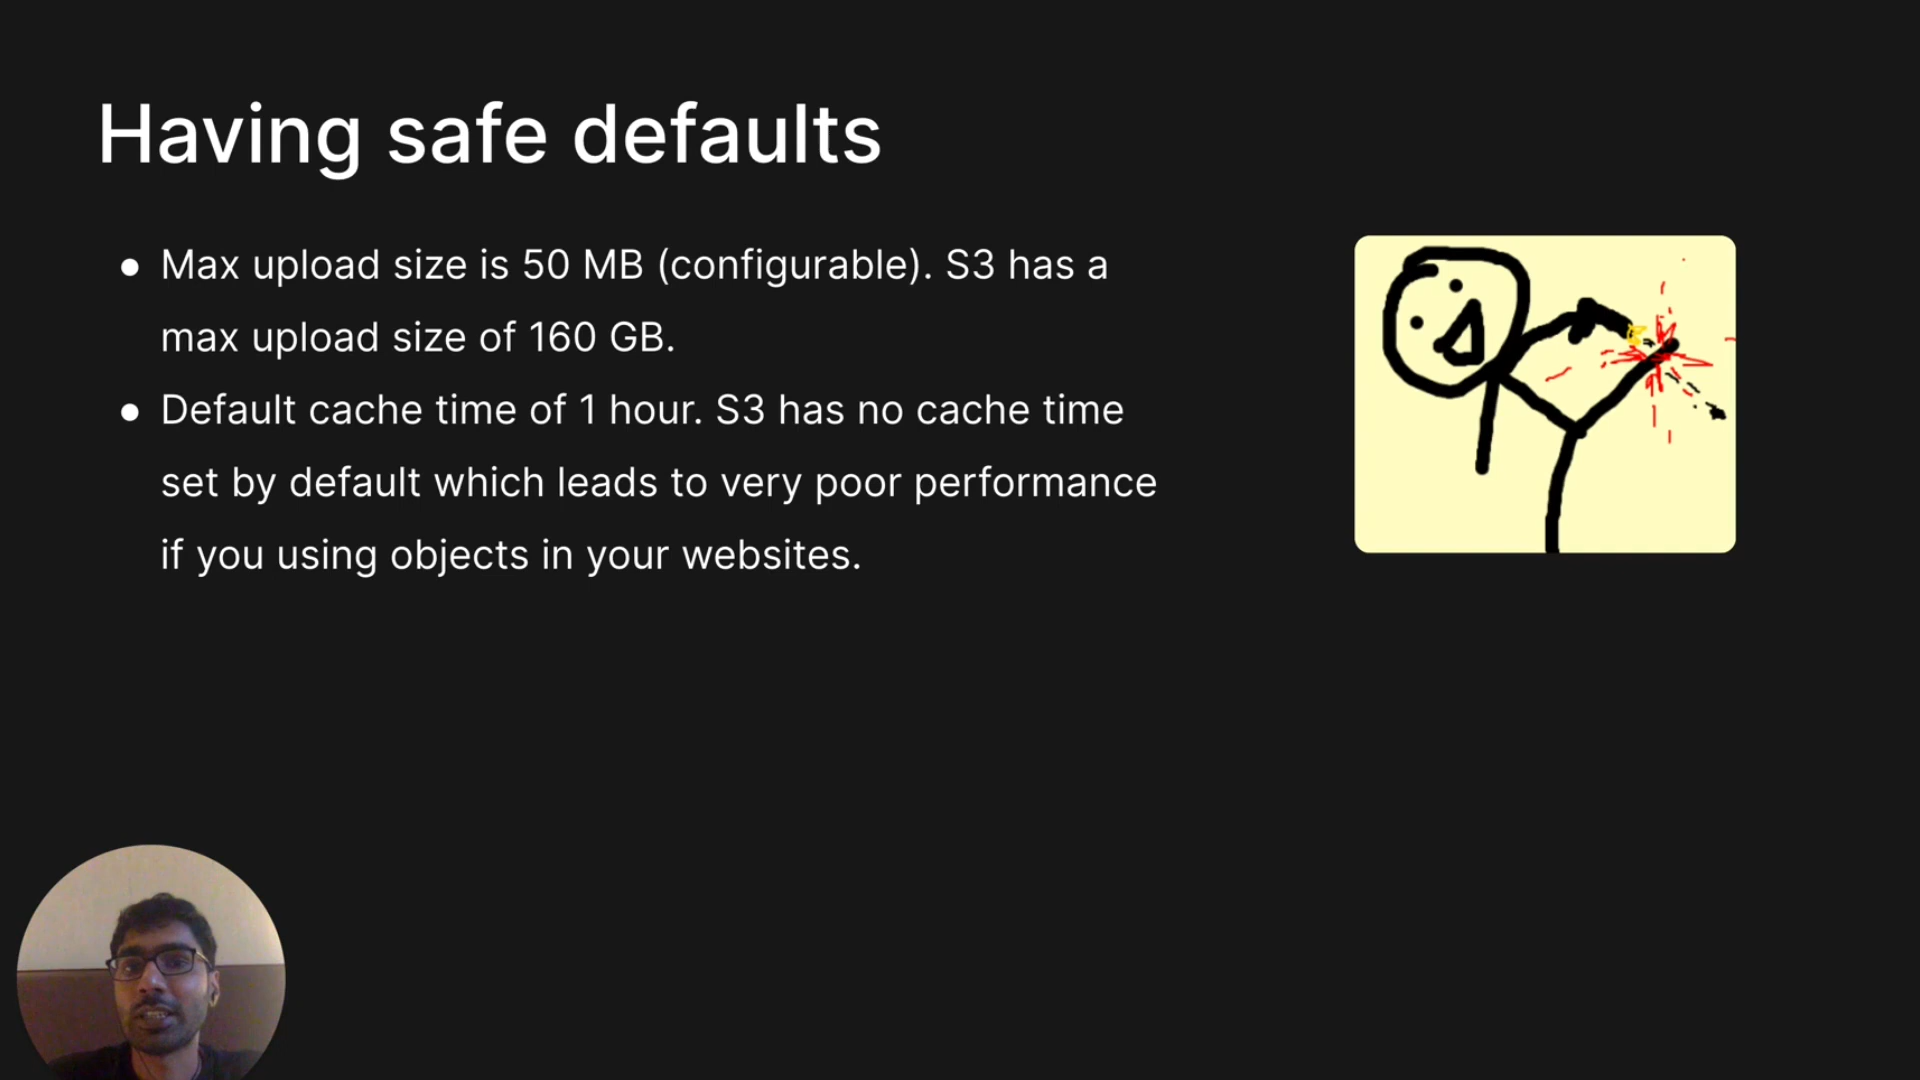 Having safe defaults
● Max upload size is 50 MB (configurable). S3 has a
max upload size of 160 GB.
● Default cache time of 1 hour. S3 has no cache time
set by default which leads to very poor performance
if you using objects in your websites.